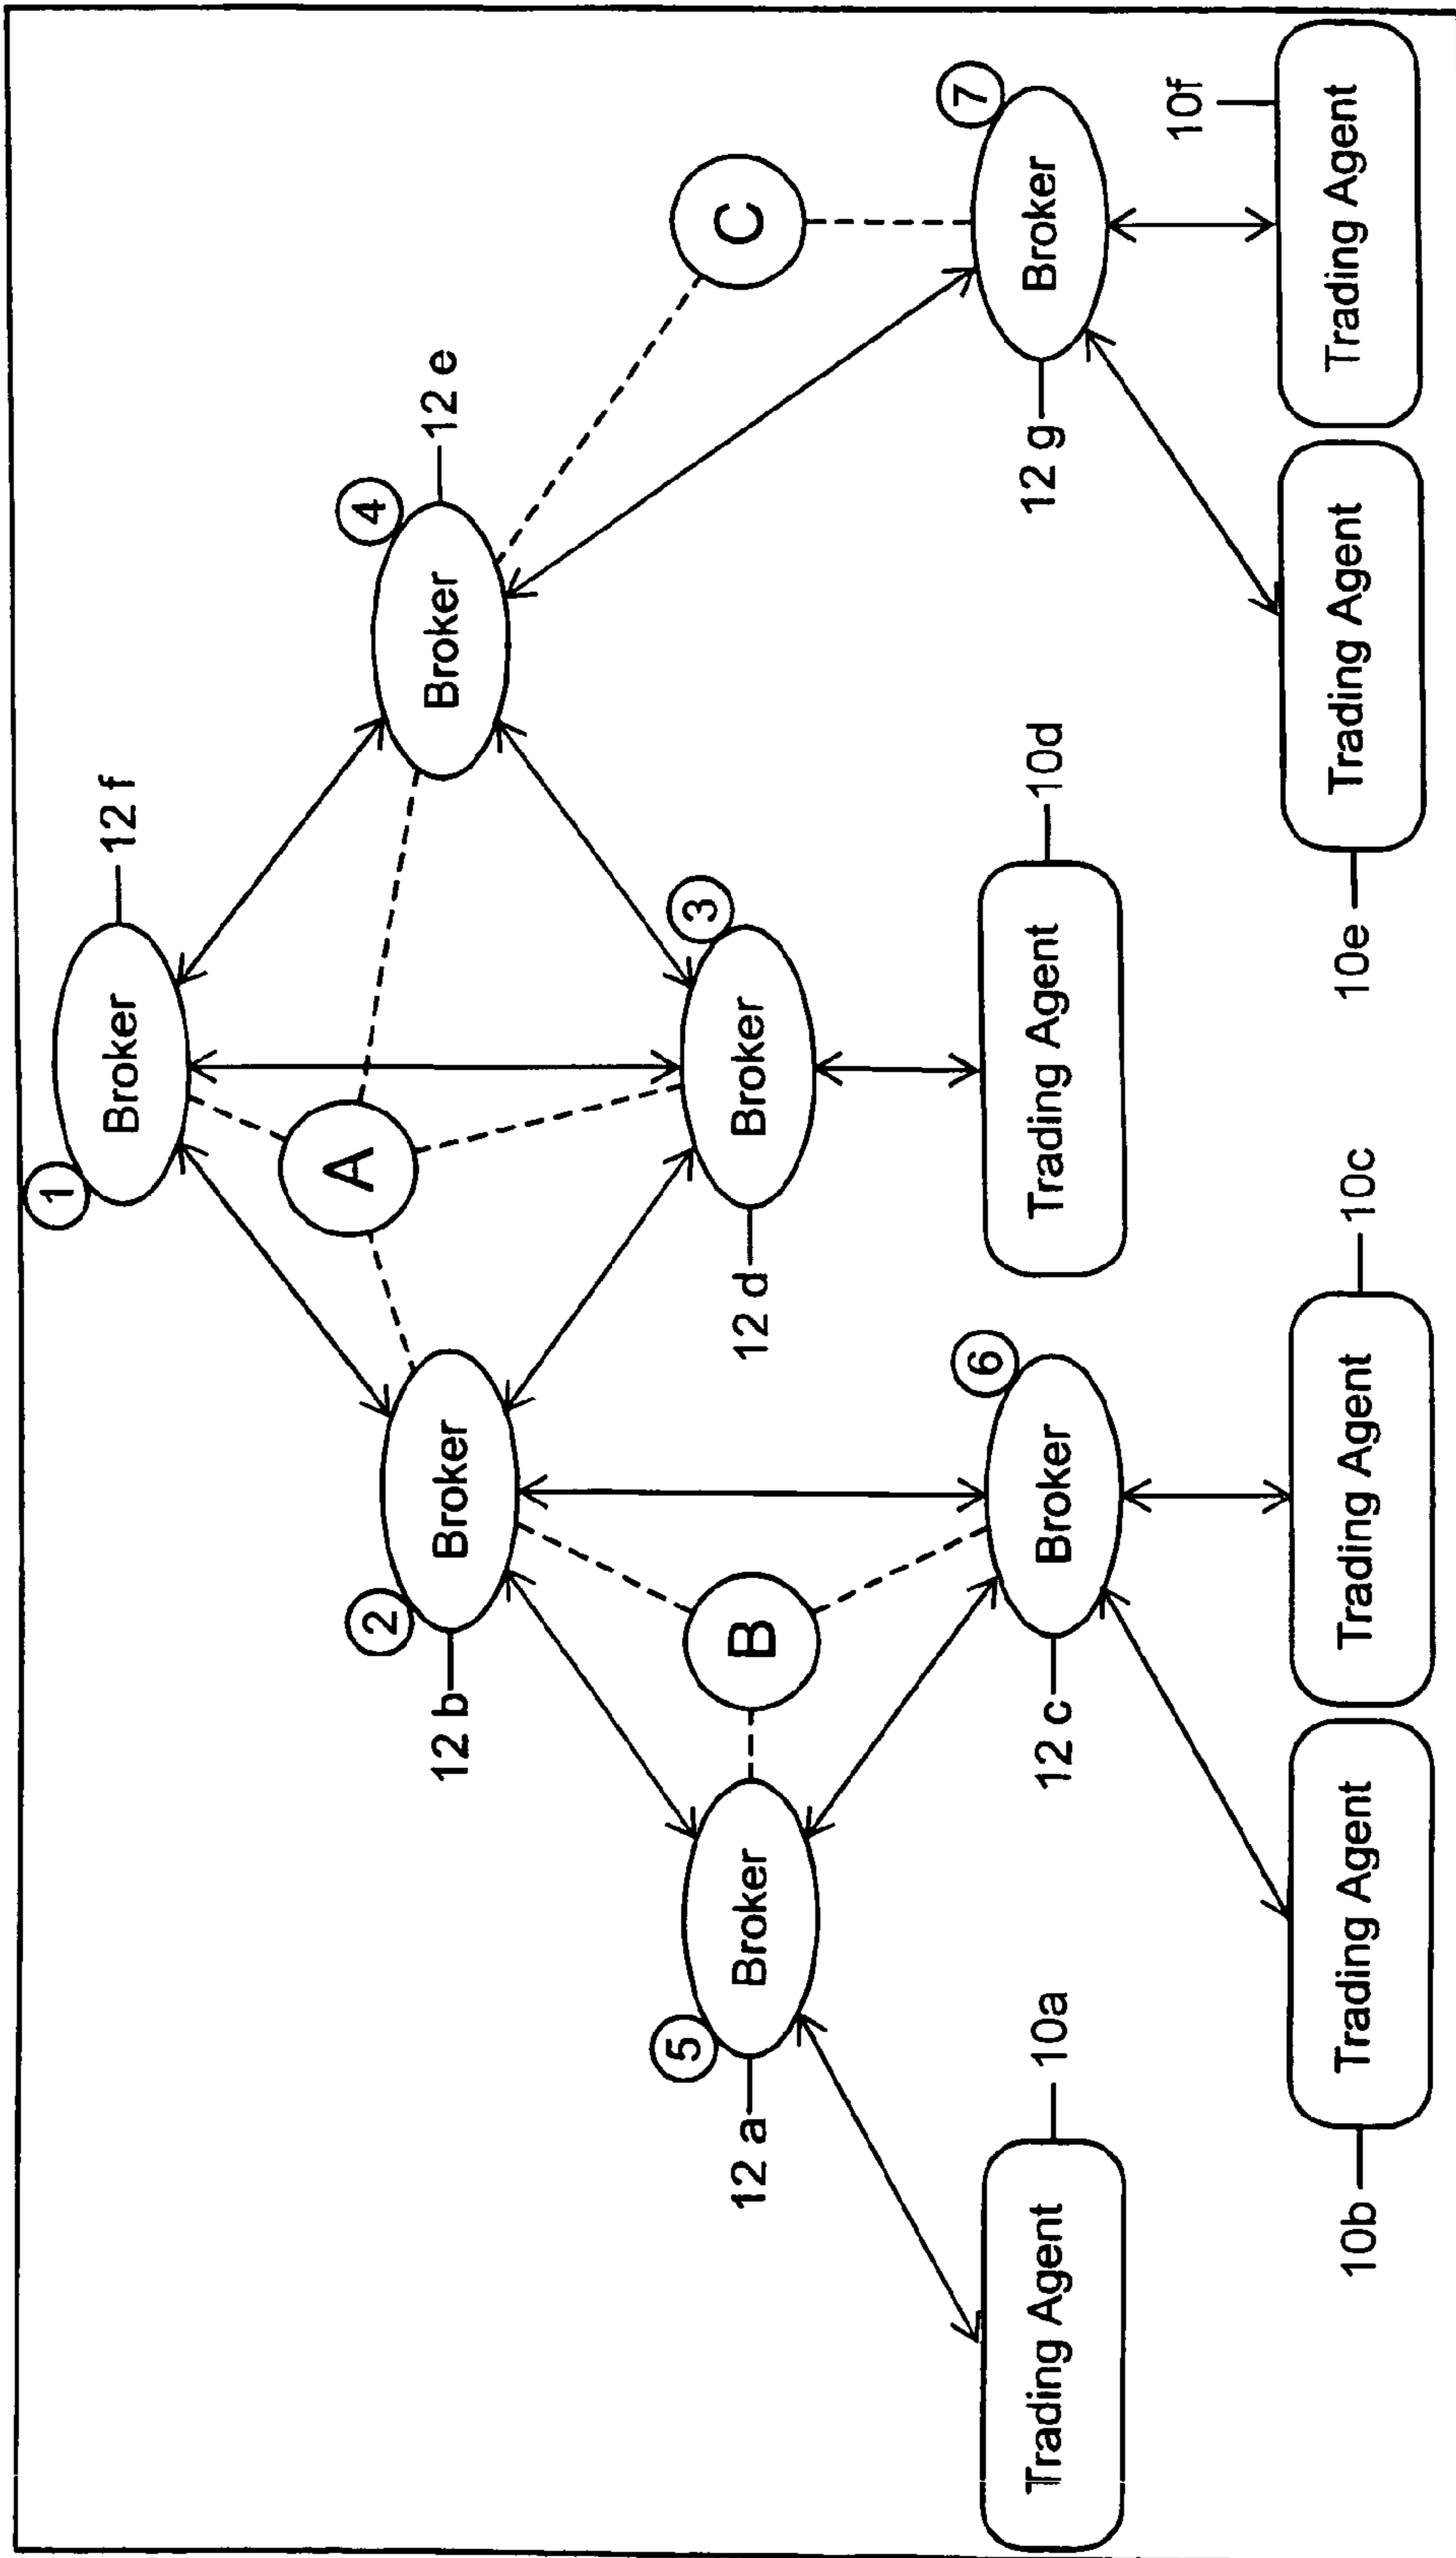 1
Broker
12 f
2
Broker
12 b
A
4
Broker
12 e
5
Broker
12 a
B
3
Broker
12 d
C
6
Broker
12 c
7
Broker
12 g
Trading Agent
10a
Trading Agent
10d
10f
Trading Agent
10b
Trading Agent
10c
Trading Agent
10e
Trading Agent